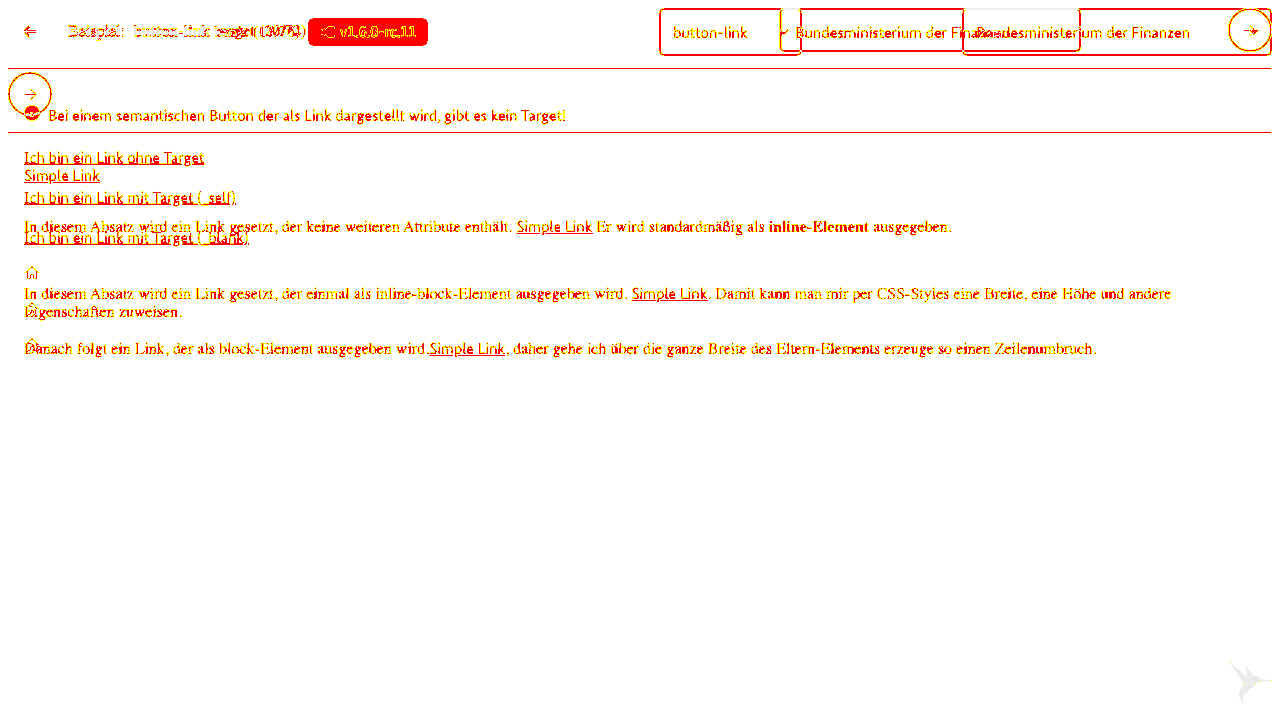 Beispiel: button-link v1.6.0-rc.11 button-link Bundesministerium der Finanzen
Bei einem semantischen Button der als Link dargestellt wird, gibt es kein Target!
Ich bin ein Link ohne Target
Simple Link
Ich bin ein Link mit Target (_self)
In diesem Absatz wird ein Link gesetzt, der keine weiteren Attribute enthält. Simple Link Er wird standardmäßig als inline-Element ausgegeben.
Ich bin ein Link mit Target (_blank)
In diesem Absatz wird ein Link gesetzt, der einmal als inline-block-Element ausgegeben wird. Simple Link. Damit kann man mir per CSS-Styles eine Breite, eine Höhe und andere
Eigenschaften zuweisen.
Danach folgt ein Link, der als block-Element ausgegeben wird.Simple Link, daher gehe ich über die ganze Breite des Eltern-Elements erzeuge so einen Zeilenumbruch.